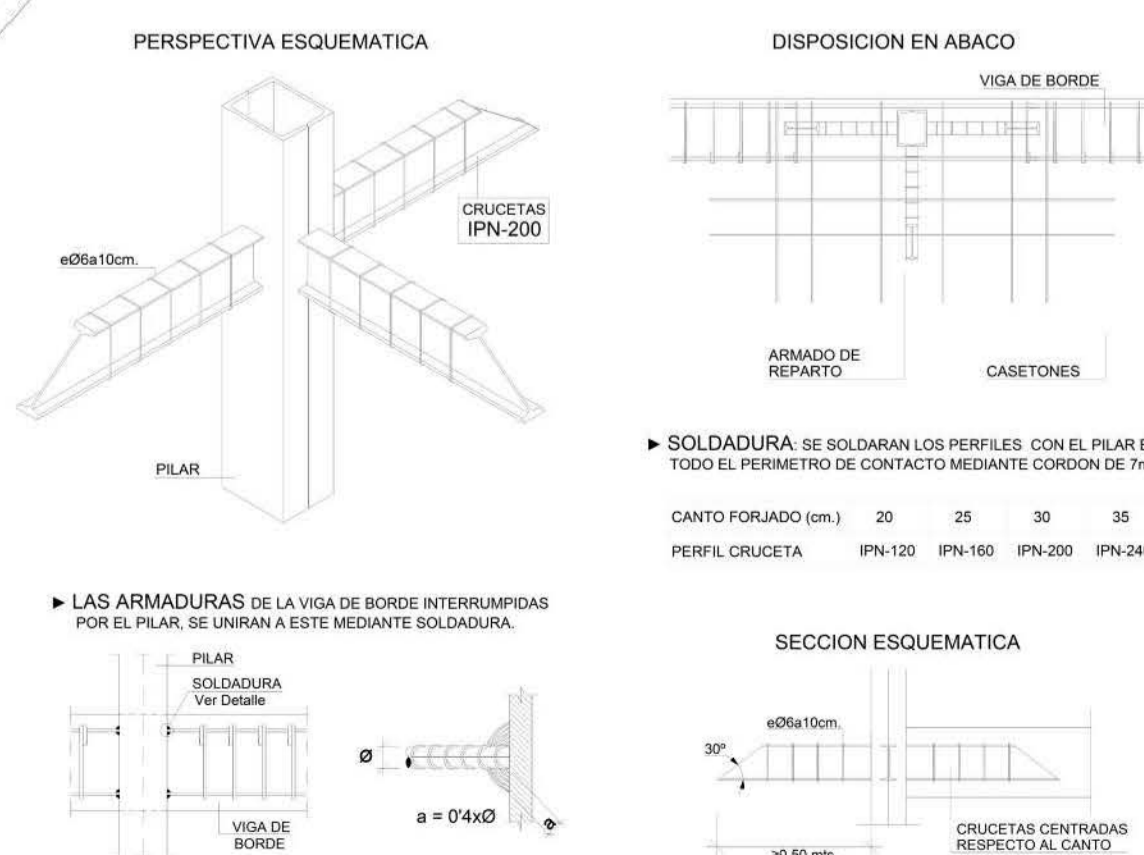 PERSPECTIVA ESQUEMATICA
CRUCETAS
IPN-200
eØ6a10cm.
PILAR
DISPOSICION EN ABACO
VIGA DE BORDE
ARMADO DE
REPARTO
CASETONES
► SOLDADURA: SE SOLDARAN LOS PERFILES CON EL PILAR
TODO EL PERIMETRO DE CONTACTO MEDIANTE CORDON DE
CANTO FORJADO (cm.) 20 25 30 35
PERFIL CRUCETA IPN-120 IPN-160 IPN-200
► LAS ARMADURAS DE LA VIGA DE BORDE INTERRUMPIDAS
POR EL PILAR, SE UNIRAN A ESTE MEDIANTE SOLDADURA.
PILAR
SOLDADURA
Ver Detalle
VIGA DE
BORDE
Ø
a = 0'4xØ
a
SECCION ESQUEMATICA
eØ6a10cm.
30º
CRUCETAS CENTRADAS
RESPECTO AL CANTO